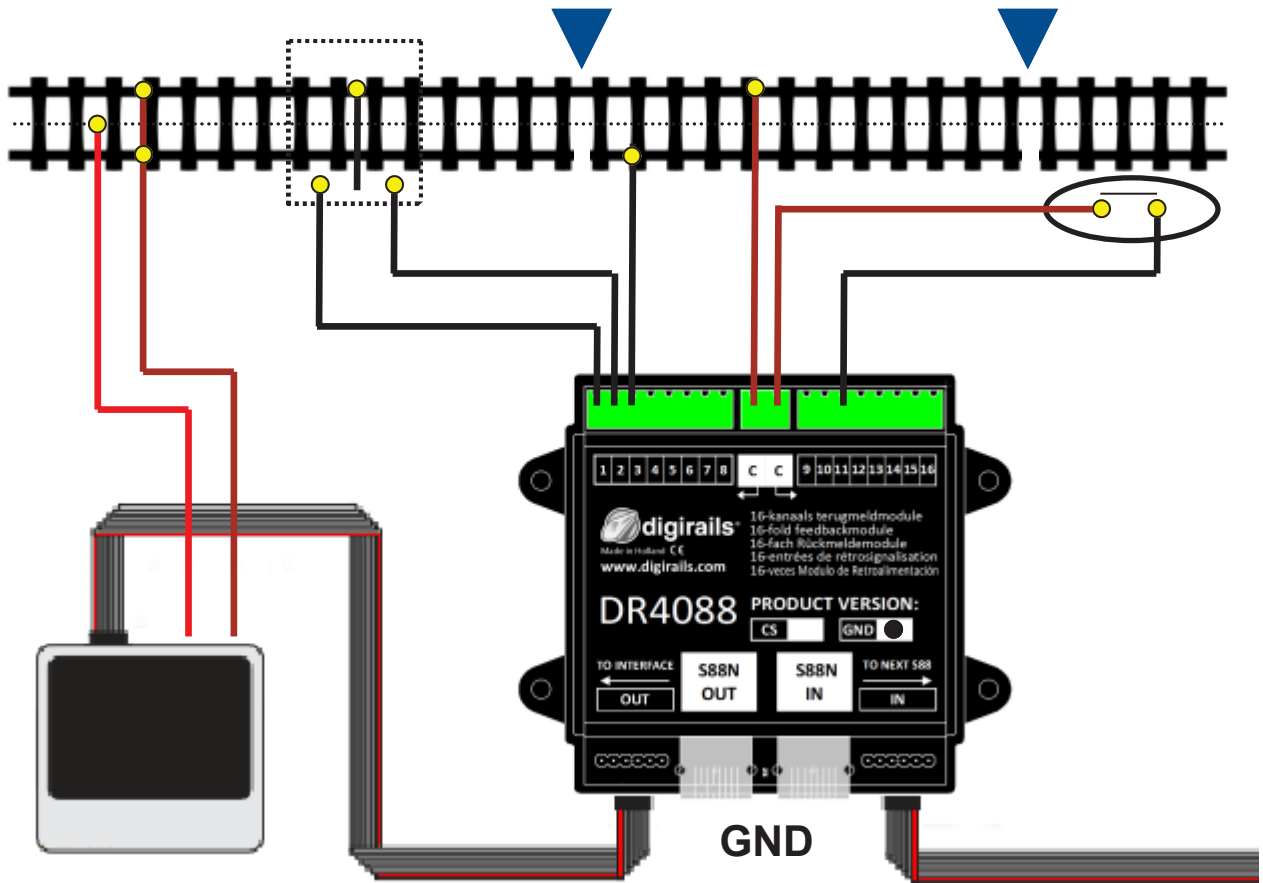 1 2 3 4 5 6 7 8 C C 9 10 11 12 13 14 15 16
digirails
Made in Holland CE
www.digirails.com
16-kanaals terugmeldmodule
16-fold feedbackmodule
16-fach Rückmeldemodule
16-entrées de rétrosignalisation
16-veces Modulo de Retroalimentación
DR4088
PRODUCT VERSION:
CS GND
TO INTERFACE
OUT
S88N
OUT
S88N
IN
TO NEXT S88
IN
GND